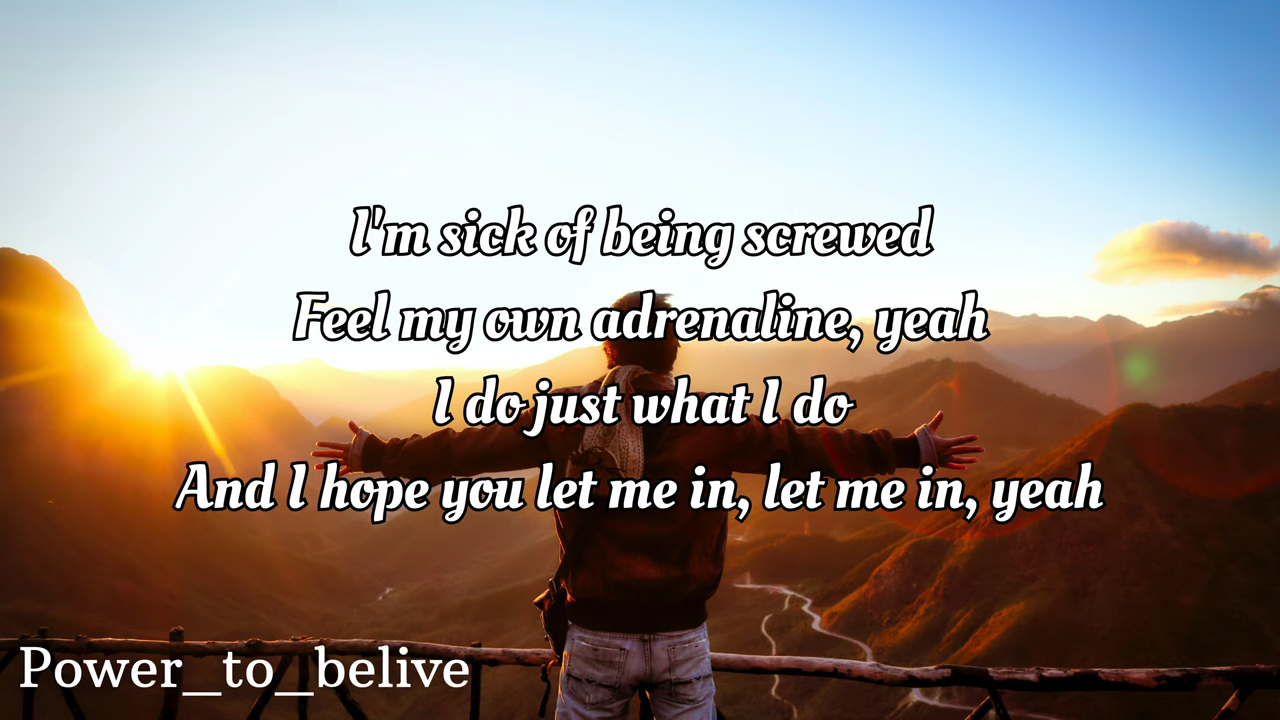 I'm sick of being screwed
Feel my own adrenaline, yeah
I do just what I do
And I hope you let me in, let me in, yeah
Power_to_belive